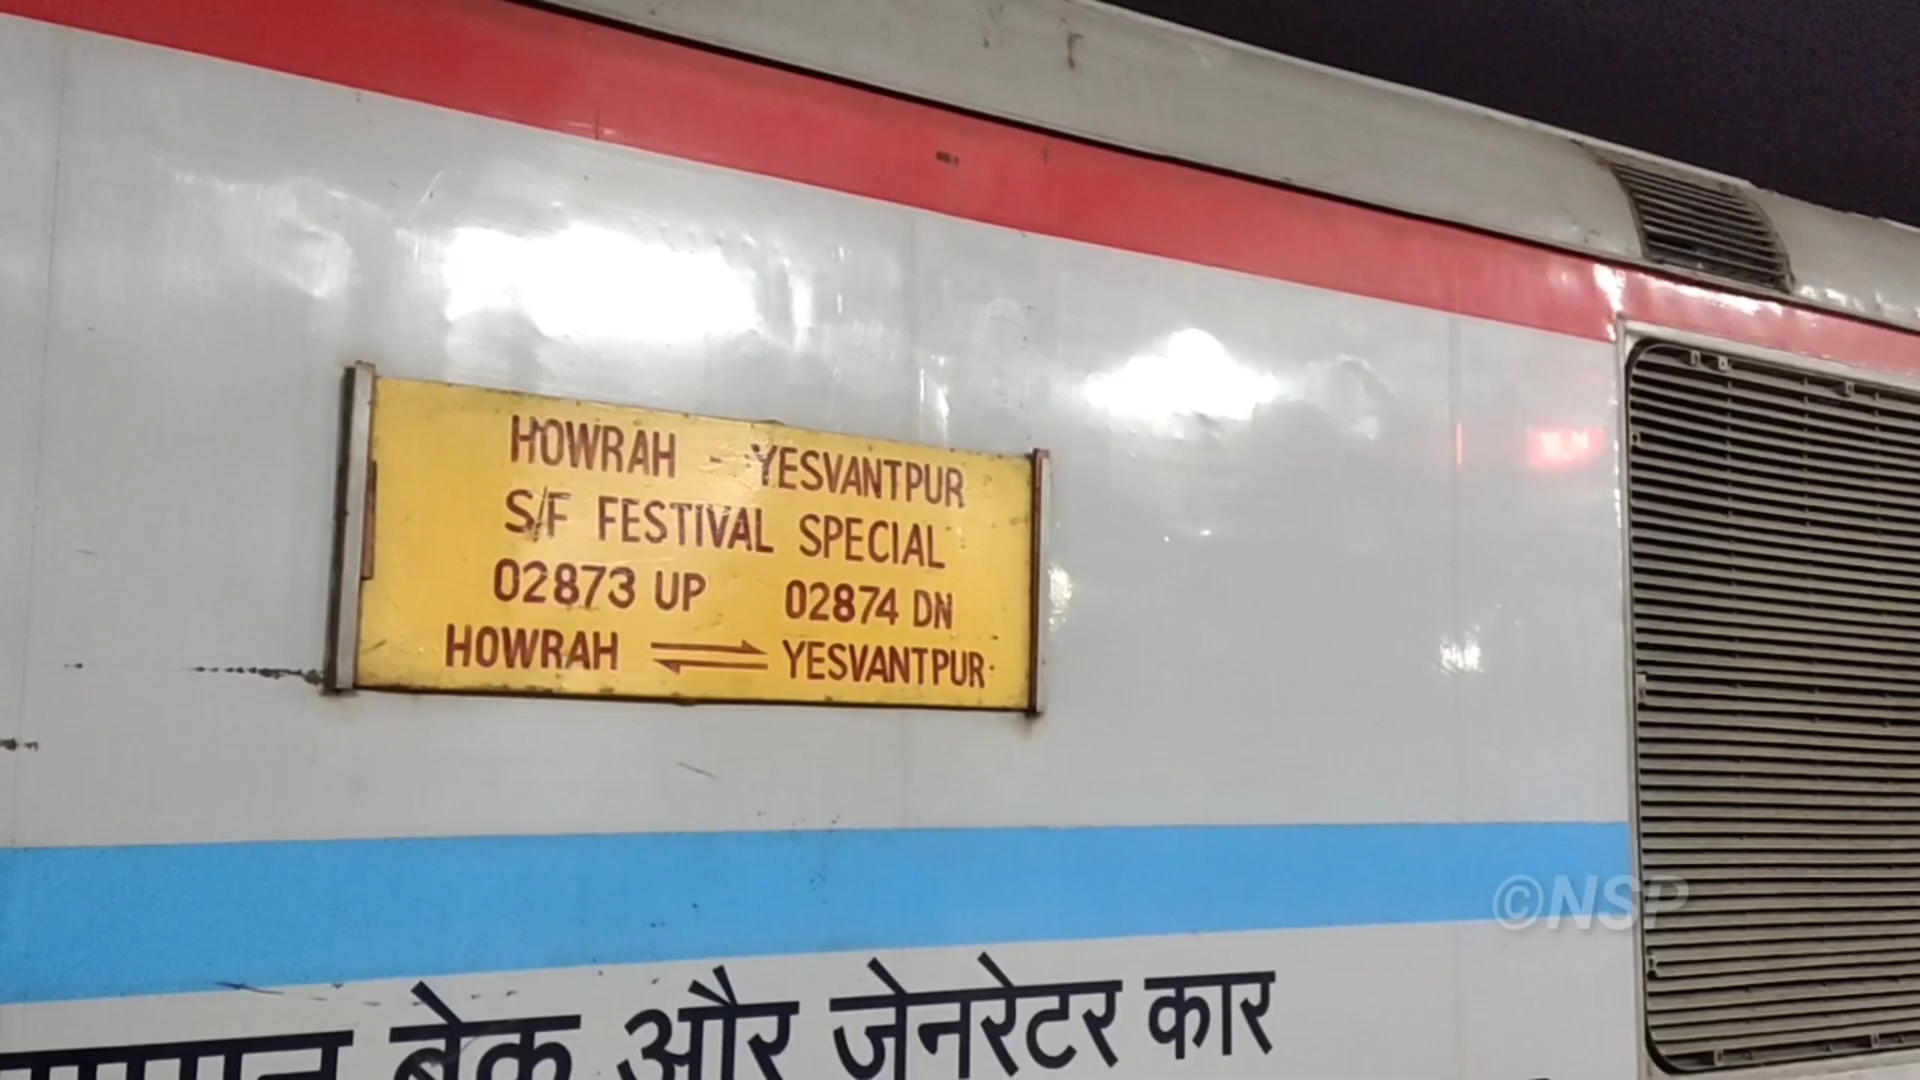 HOWRAH - YESVANTPUR
S/F FESTIVAL SPECIAL
02873 UP 02874 DN
HOWRAH ⇌ YESVANTPUR
©NSP
ब्रेक और जेनरेटर कार